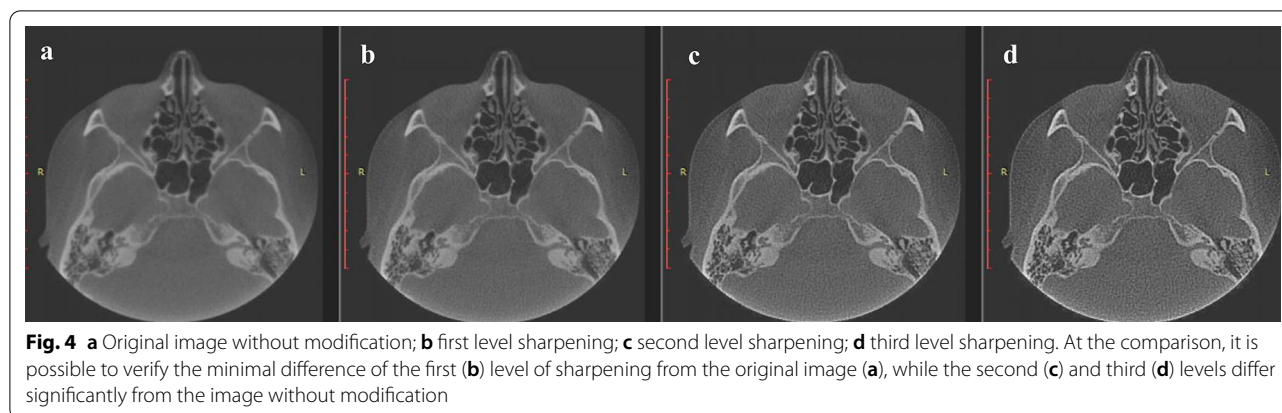 a b c d
R L R L R L R L
Fig. 4 a Original image without modification; b first level sharpening; c second level sharpening; d third level sharpening. At the comparison, it is
possible to verify the minimal difference of the first (b) level of sharpening from the original image (a), while the second (c) and third (d) levels differ
significantly from the image without modification